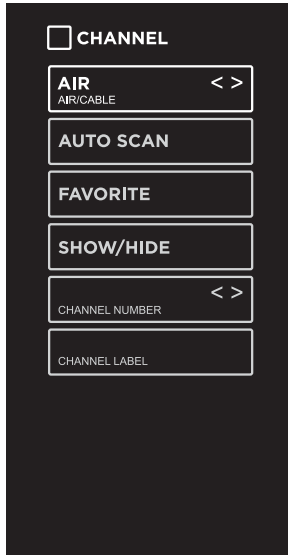 CHANNEL
AIR < >
AIR/CABLE
AUTO SCAN
FAVORITE
SHOW/HIDE
< >
CHANNEL NUMBER
CHANNEL LABEL